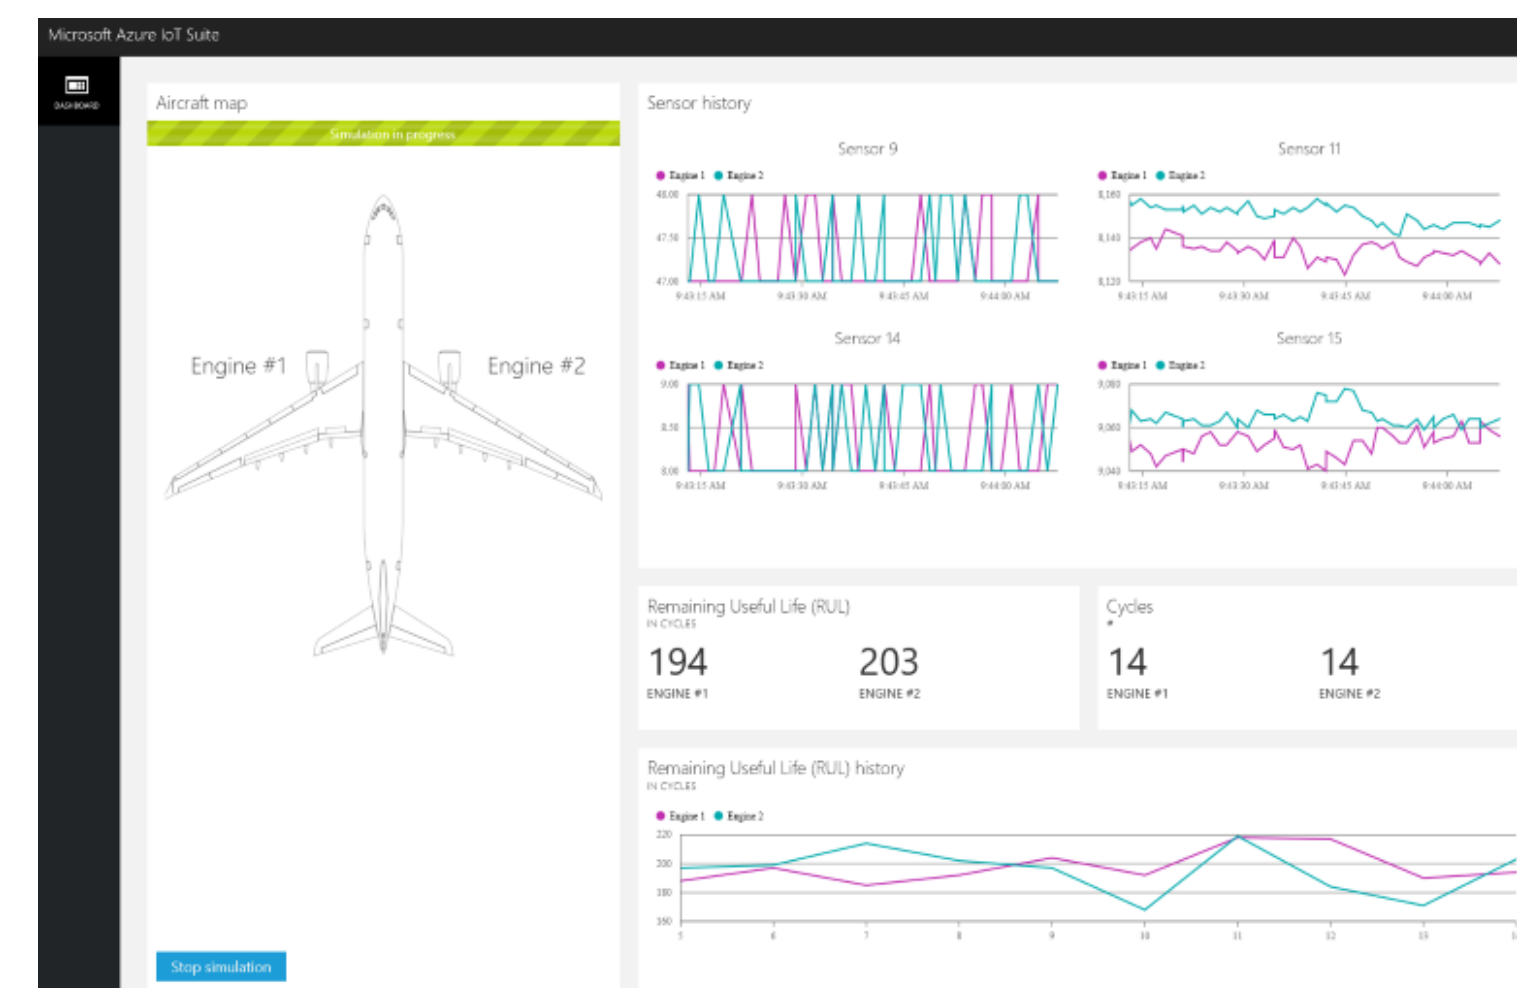 Microsoft Azure IoT Suite
DASHBOARD
Aircraft map
Simulation in progress
Engine #1
Engine #2
Stop simulation
Sensor history
Sensor 9
Engine 1 Engine 2
48.00
47.50
47.00
9:43:15 AM 9:43:30 AM 9:43:45 AM 9:44:00 AM
Sensor 11
Engine 1 Engine 2
8,160
8,140
8,120
9:43:15 AM 9:43:30 AM 9:43:45 AM 9:44:00 AM
Sensor 14
Engine 1 Engine 2
9.00
8.50
8.00
9:43:15 AM 9:43:30 AM 9:43:45 AM 9:44:00 AM
Sensor 15
Engine 1 Engine 2
9,080
9,060
9,040
9:43:15 AM 9:43:30 AM 9:43:45 AM 9:44:00 AM
Remaining Useful Life (RUL)
IN CYCLES
194 203
ENGINE #1 ENGINE #2
Cycles
#
14 14
ENGINE #1 ENGINE #2
Remaining Useful Life (RUL) history
IN CYCLES
Engine 1 Engine 2
220
200
180
160
5 6 7 8 9 10 11 12 13